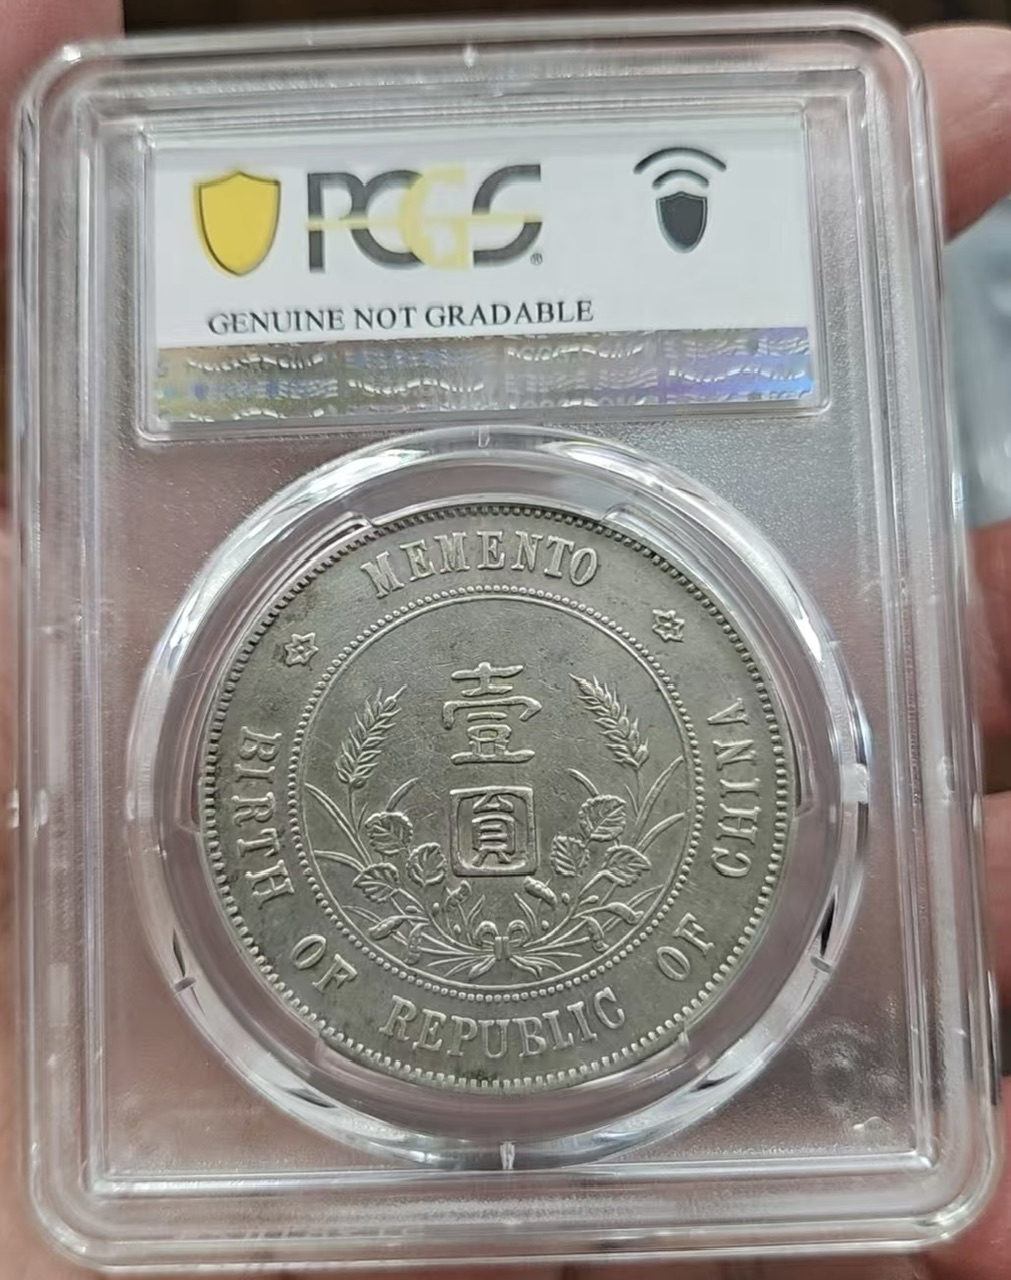 PCGS®
GENUINE NOT GRADABLE
MEMENTO
壹
圓
BIRTH OF REPUBLIC OF CHINA